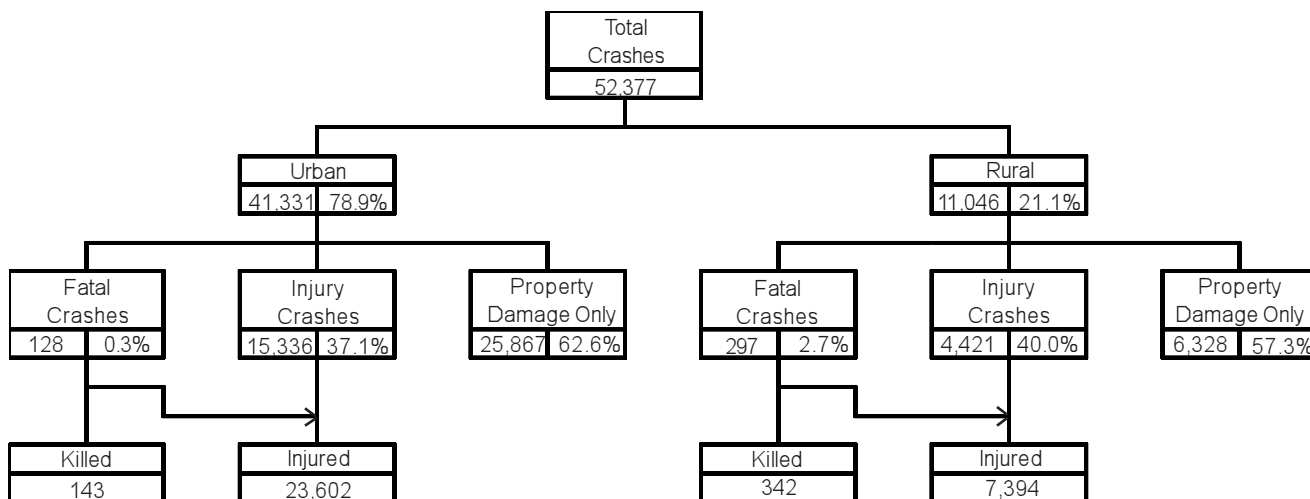 Total
Crashes
52,377
Urban
41,331 78.9%
Rural
11,046 21.1%
Fatal
Crashes
128 0.3%
Injury
Crashes
15,336 37.1%
Property
Damage Only
25,867 62.6%
Fatal
Crashes
297 2.7%
Injury
Crashes
4,421 40.0%
Property
Damage Only
6,328 57.3%
Killed
143
Injured
23,602
Killed
342
Injured
7,394